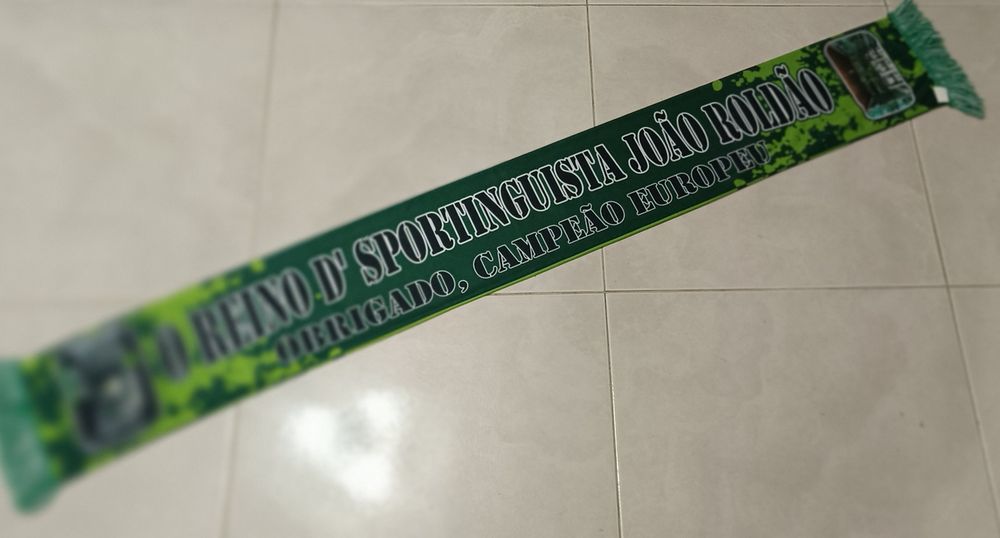 O REINO D' SPORTINGUISTA JOÃO ROLDÃO
OBRIGADO, CAMPEÃO EUROPEU